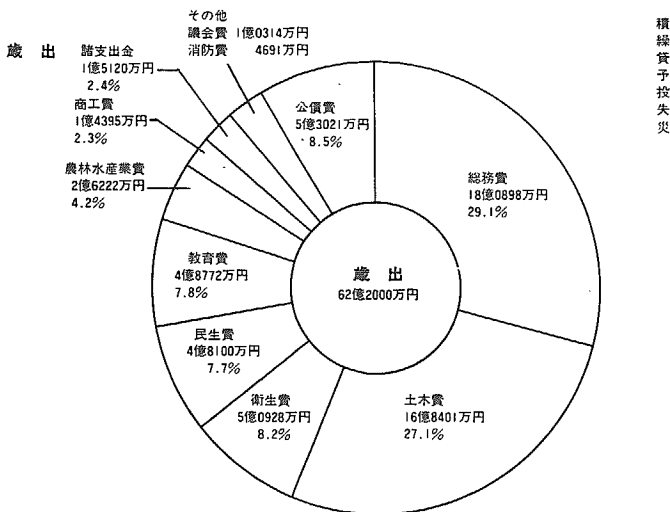 歳 出
その他
議会費 1億0314万円
消防費 4691万円
諸支出金
1億5120万円
2.4%
商工費
1億4395万円
2.3%
農林水産業費
2億6222万円
4.2%
教育費
4億8772万円
7.8%
民生費
4億8100万円
7.7%
衛生費
5億0928万円
8.2%
土木費
16億8401万円
27.1%
総務費
18億0898万円
29.1%
公債費
5億3021万円
8.5%
歳 出
62億2000万円
積
繰
貸
予
投
失
災